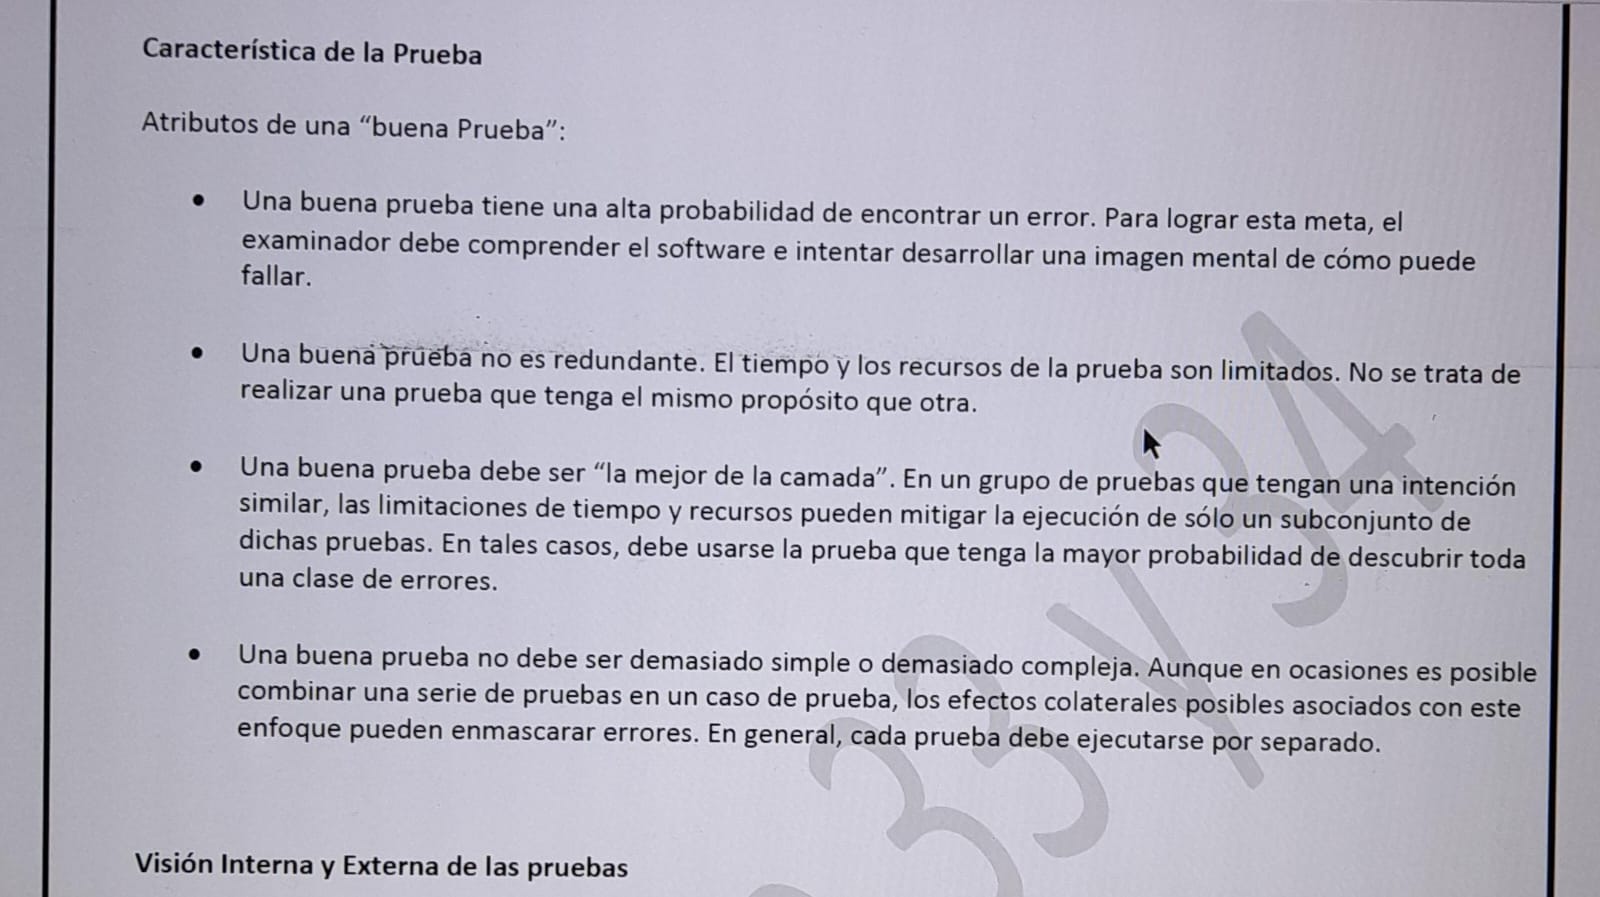 Característica de la Prueba
Atributos de una “buena Prueba”:
• Una buena prueba tiene una alta probabilidad de encontrar un error. Para lograr esta meta, el
examinador debe comprender el software e intentar desarrollar una imagen mental de cómo puede
fallar.
• Una buena prueba no es redundante. El tiempo y los recursos de la prueba son limitados. No se trata de
realizar una prueba que tenga el mismo propósito que otra.
• Una buena prueba debe ser “la mejor de la camada”. En un grupo de pruebas que tengan una intención
similar, las limitaciones de tiempo y recursos pueden mitigar la ejecución de sólo un subconjunto de
dichas pruebas. En tales casos, debe usarse la prueba que tenga la mayor probabilidad de descubrir toda
una clase de errores.
• Una buena prueba no debe ser demasiado simple o demasiado compleja. Aunque en ocasiones es posible
combinar una serie de pruebas en un caso de prueba, los efectos colaterales posibles asociados con este
enfoque pueden enmascarar errores. En general, cada prueba debe ejecutarse por separado.
33 y 34
Visión Interna y Externa de las pruebas